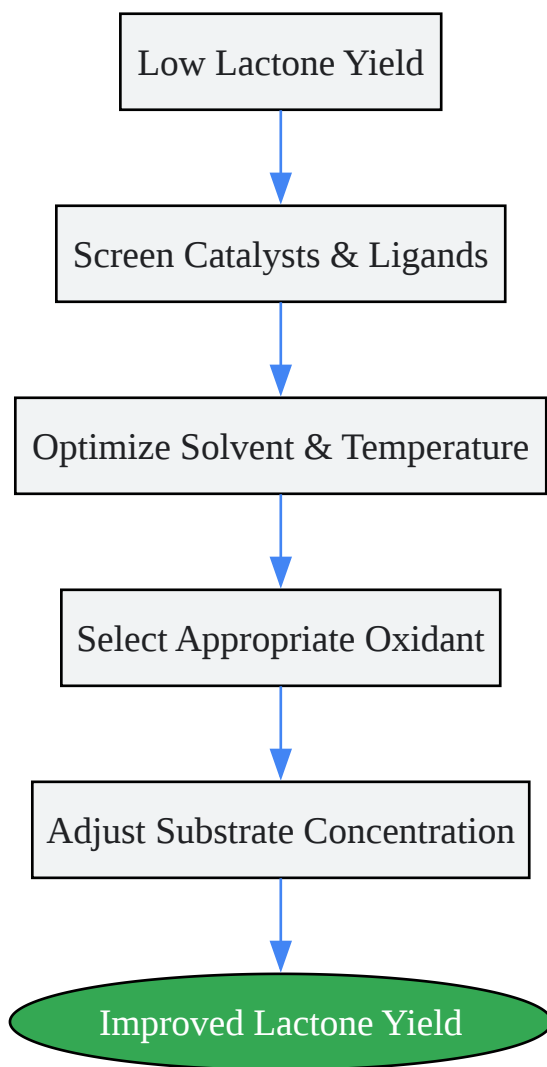 Low Lactone Yield
Screen Catalysts & Ligands
Optimize Solvent & Temperature
Select Appropriate Oxidant
Adjust Substrate Concentration
Improved Lactone Yield